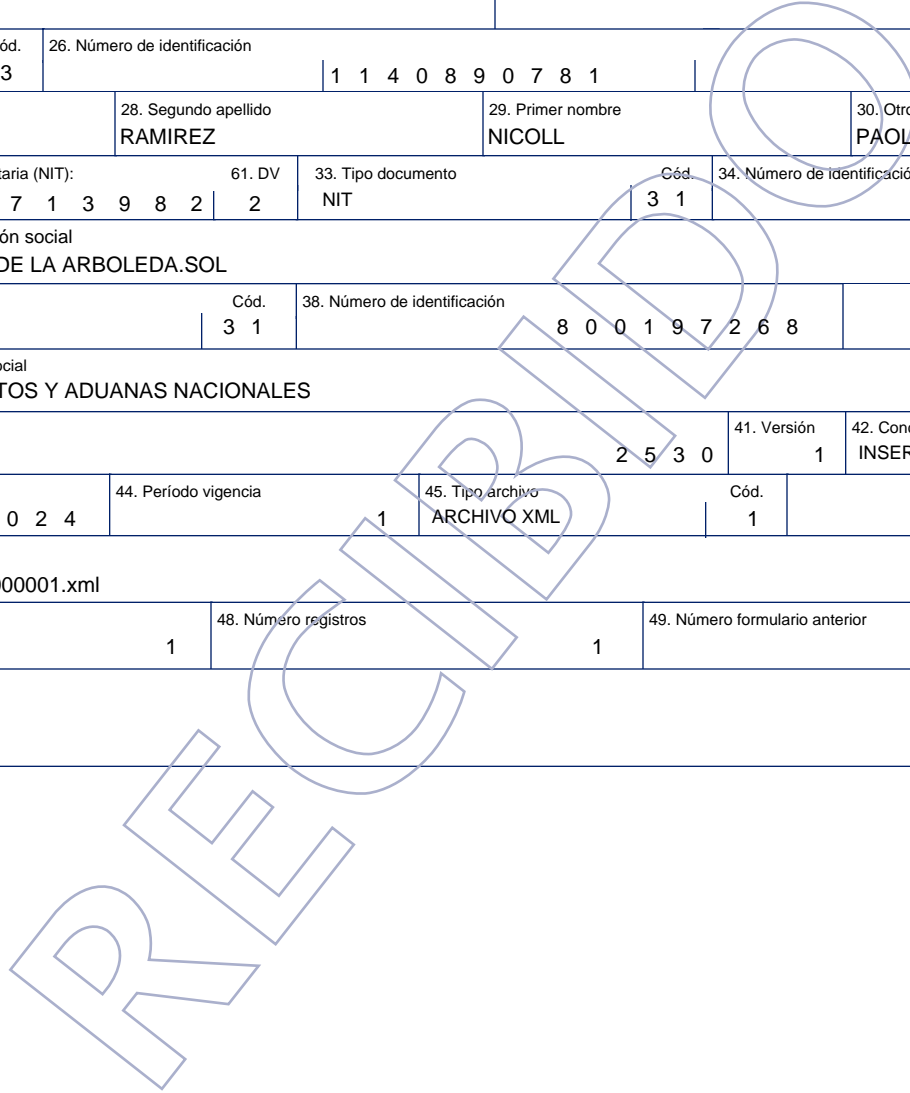 ód. 26. Número de identificación
3 1 1 4 0 8 9 0 7 8 1
28. Segundo apellido 29. Primer nombre 30. Otro
RAMIREZ NICOLL PAOL
taria (NIT): 61. DV 33. Tipo documento Cód. 34. Número de identificació
7 1 3 9 8 2 2 NIT 3 1
ón social
DE LA ARBOLEDA.SOL
Cód. 38. Número de identificación
3 1 8 0 0 1 9 7 2 6 8
ocial
TOS Y ADUANAS NACIONALES
41. Versión 42. Conc
2 5 3 0 1 INSER
44. Período vigencia 45. Tipo archivo Cód.
0 2 4 1 ARCHIVO XML 1
000001.xml
48. Número registros 49. Número formulario anterior
1 1
RECIBIDO